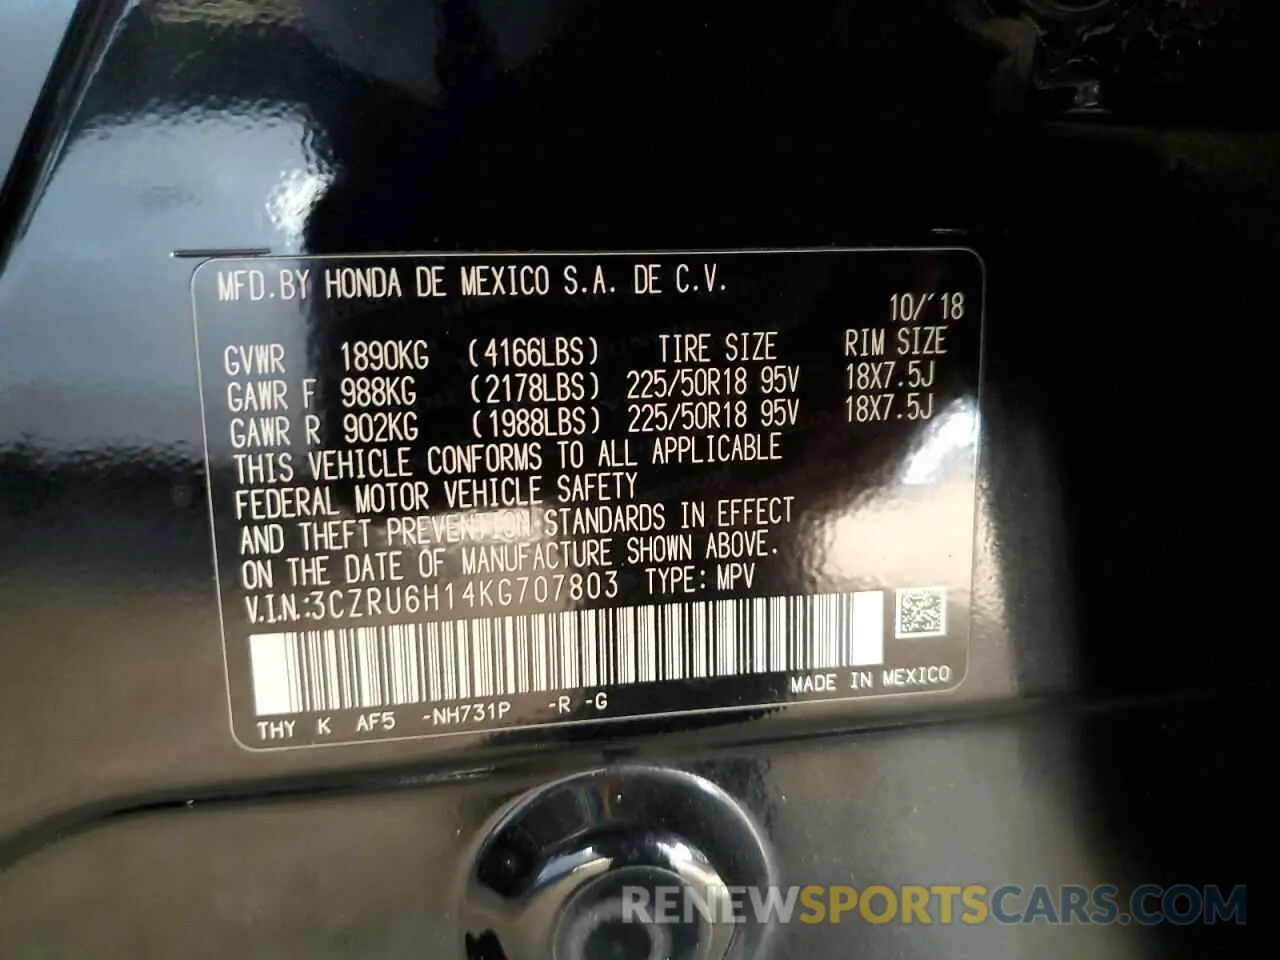 MFD.BY HONDA DE MEXICO S.A. DE C.V.
10/'18
GVWR 1890KG (4166LBS) TIRE SIZE RIM SIZE
GAWR F 988KG (2178LBS) 225/50R18 95V 18X7.5J
GAWR R 902KG (1988LBS) 225/50R18 95V 18X7.5J
THIS VEHICLE CONFORMS TO ALL APPLICABLE
FEDERAL MOTOR VEHICLE SAFETY
AND THEFT PREVENTION STANDARDS IN EFFECT
ON THE DATE OF MANUFACTURE SHOWN ABOVE.
V.I.N.:3CZRU6H14KG707803 TYPE: MPV
MADE IN MEXICO
THY K AF5 -NH731P -R -G
RENEWSPORTSCARS.COM